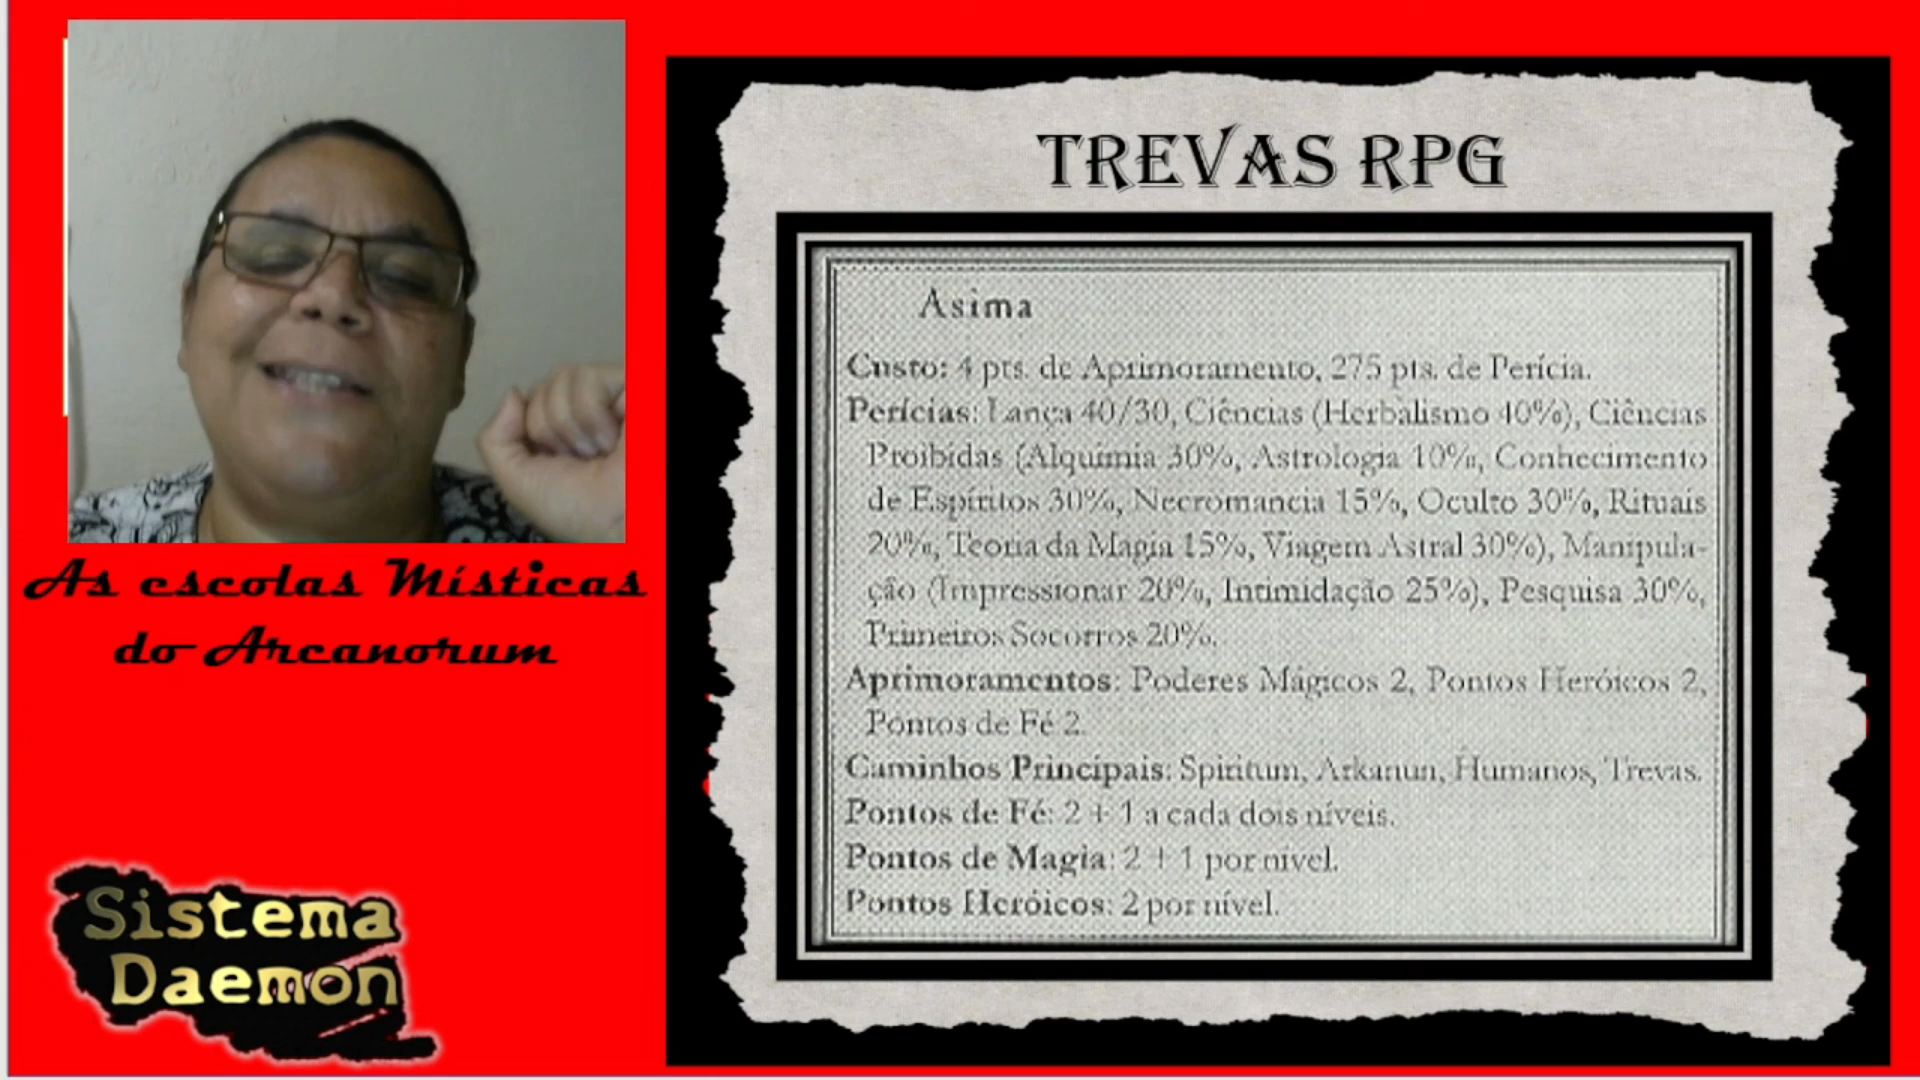 As escolas Místicas
do Arcanorum
Sistema
Daemon
TREVAS RPG
Asima
Custo: 4 pts. de Aprimoramento, 275 pts. de Perícia.
Perícias: Lança 40/30, Ciências (Herbalismo 40%), Ciências
Proibidas (Alquimia 30%, Astrologia 10%, Conhecimento
de Espíritos 30%, Necromancia 15%, Oculto 30%, Rituais
20%, Teoria da Magia 15%, Viagem Astral 30%), Manipula-
ção (Impressionar 20%, Intimidação 25%), Pesquisa 30%,
Primeiros Socorros 20%.
Aprimoramentos: Poderes Mágicos 2, Pontos Heróicos 2,
Pontos de Fé 2.
Caminhos Principais: Spiritum, Arkanun, Humanos, Trevas.
Pontos de Fé: 2 + 1 a cada dois níveis.
Pontos de Magia: 2 + 1 por nível.
Pontos Heróicos: 2 por nível.